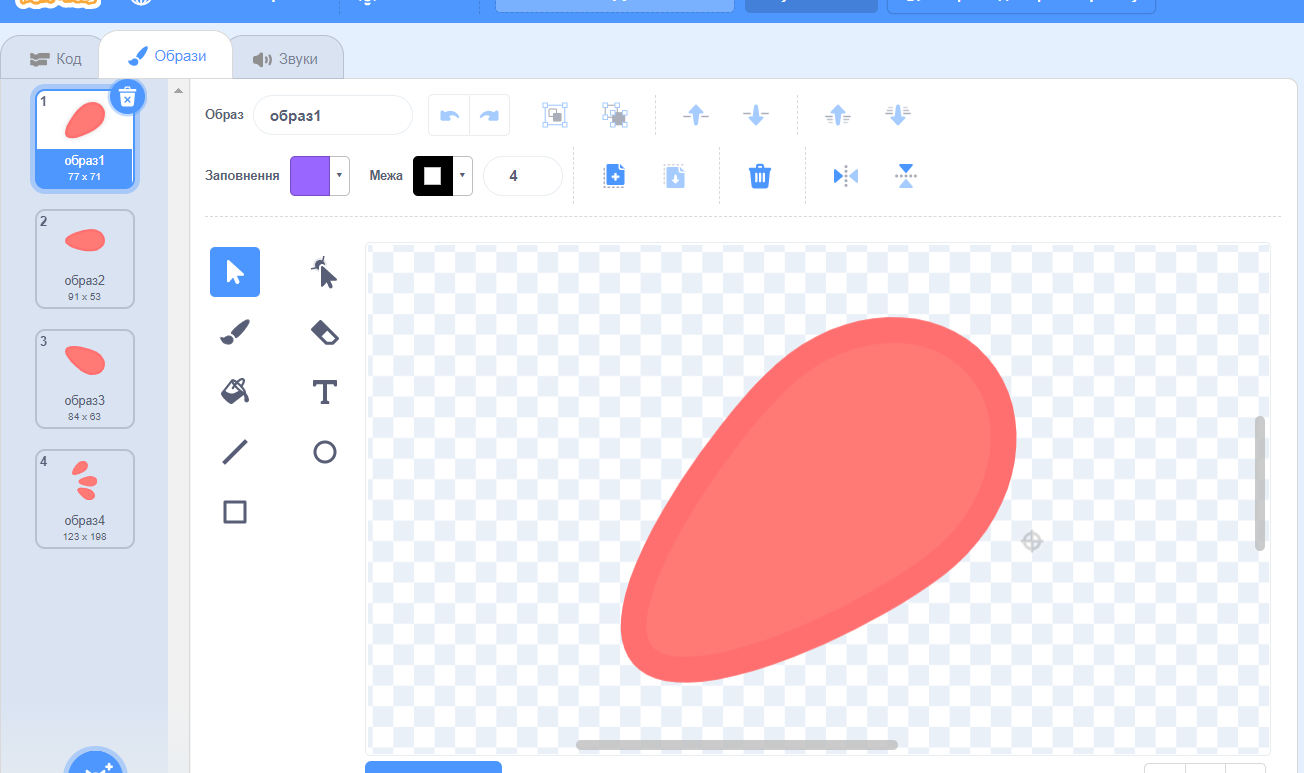 Код
Образи
Звуки
1
образ1
77 x 71
2
образ2
91 x 53
3
образ3
84 x 63
4
образ4
123 x 198
Образ
образ1
Заповнення
Межа
4